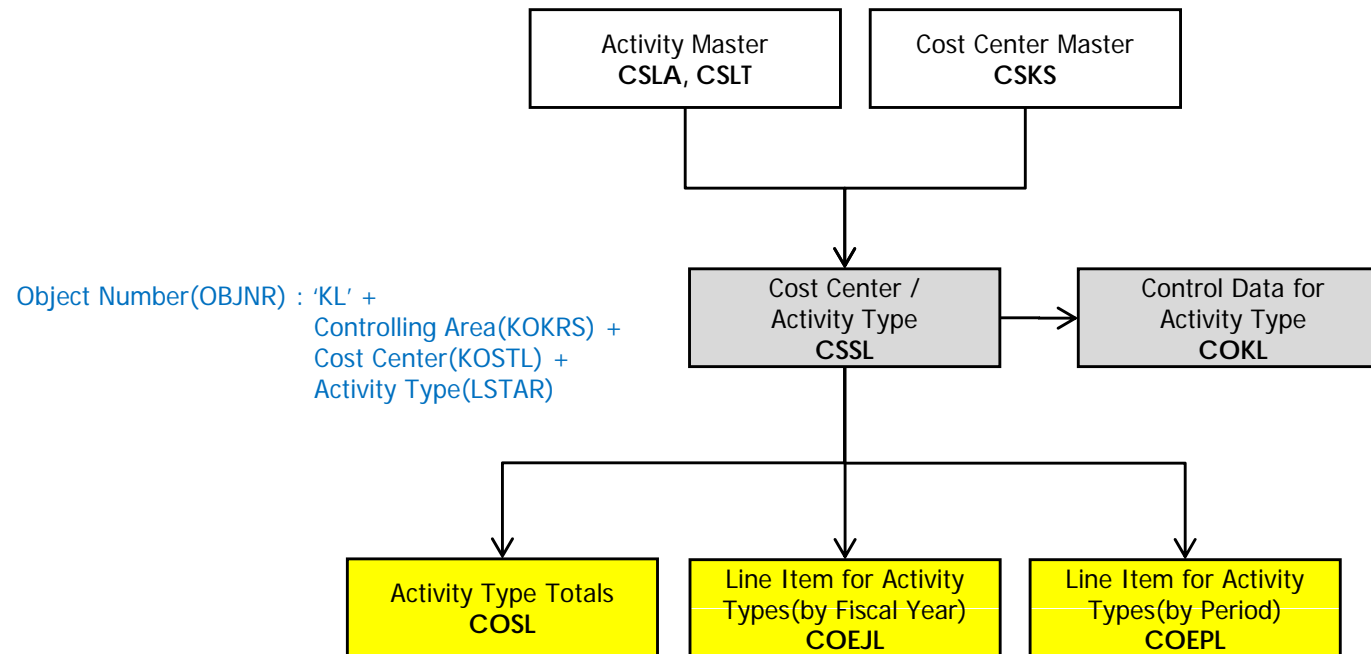 Activity Master
CSLA, CSLT
Cost Center Master
CSKS
Object Number(OBJNR) : ‘KL’ +
Controlling Area(KOKRS) +
Cost Center(KOSTL) +
Activity Type(LSTAR)
Cost Center /
Activity Type
CSSL
Control Data for
Activity Type
COKL
Activity Type Totals
COSL
Line Item for Activity
Types(by Fiscal Year)
COEJL
Line Item for Activity
Types(by Period)
COEPL